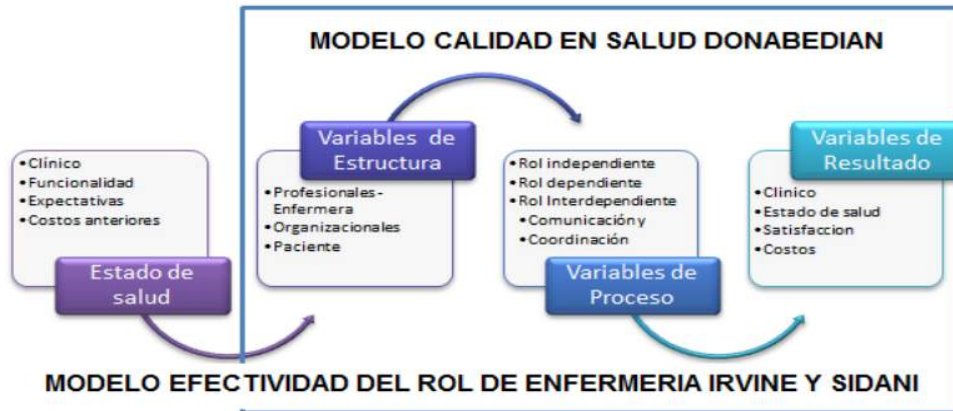 MODELO CALIDAD EN SALUD DONABEDIAN
•Clínico
•Funcionalidad
•Expectativas
•Costos anteriores
Estado de
salud
Variables de
Estructura
•Profesionales-
Enfermera
•Organizacionales
•Paciente
•Rol independiente
•Rol dependiente
•Rol Interdependiente
•Comunicación y
•Coordinación
Variables de
Proceso
Variables de
Resultado
•Clinico
•Estado de salud
•Satisfaccion
•Costos
MODELO EFECTIVIDAD DEL ROL DE ENFERMERIA IRVINE Y SIDANI